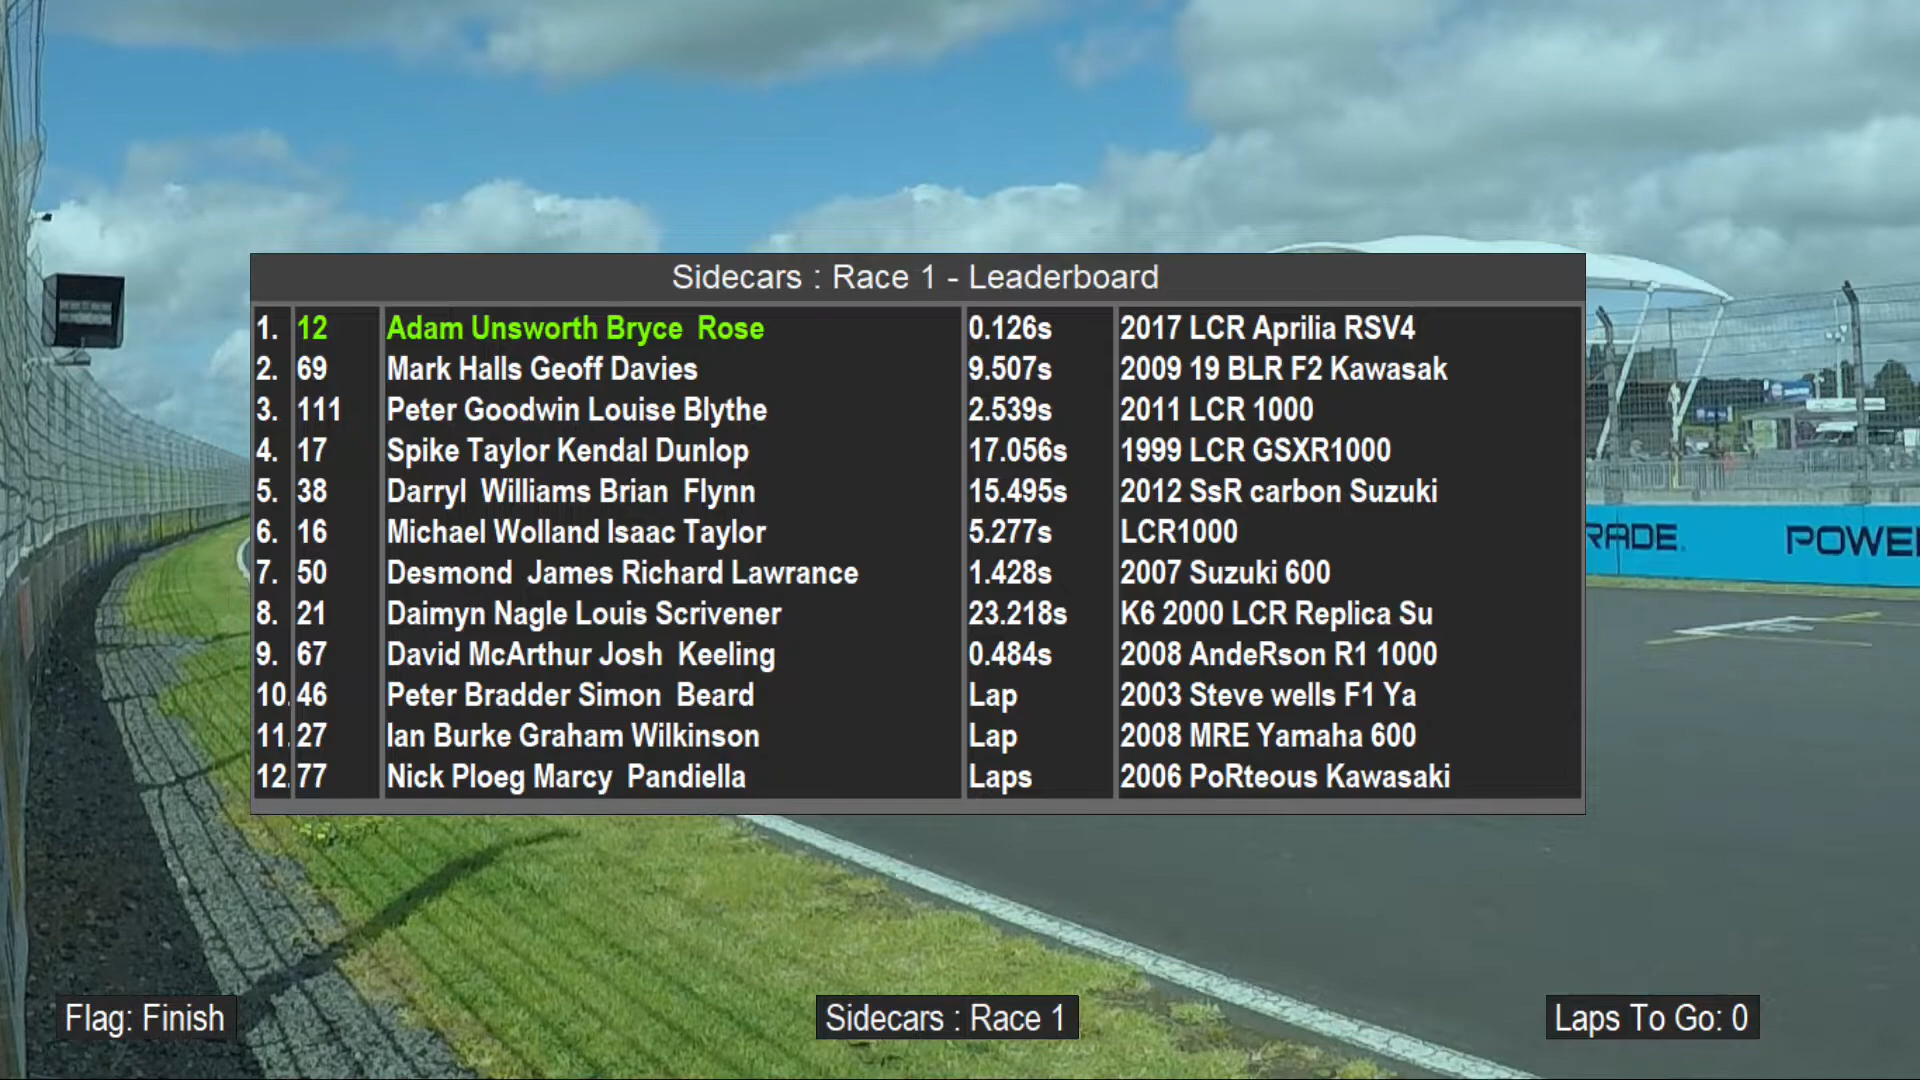 Sidecars : Race 1 - Leaderboard
1. 12 Adam Unsworth Bryce Rose 0.126s 2017 LCR Aprilia RSV4
2. 69 Mark Halls Geoff Davies 9.507s 2009 19 BLR F2 Kawasak
3. 111 Peter Goodwin Louise Blythe 2.539s 2011 LCR 1000
4. 17 Spike Taylor Kendal Dunlop 17.056s 1999 LCR GSXR1000
5. 38 Darryl Williams Brian Flynn 15.495s 2012 SsR carbon Suzuki
6. 16 Michael Wolland Isaac Taylor 5.277s LCR1000
7. 50 Desmond James Richard Lawrance 1.428s 2007 Suzuki 600
8. 21 Daimyn Nagle Louis Scrivener 23.218s K6 2000 LCR Replica Su
9. 67 David McArthur Josh Keeling 0.484s 2008 AndeRson R1 1000
10. 46 Peter Bradder Simon Beard Lap 2003 Steve wells F1 Ya
11. 27 Ian Burke Graham Wilkinson Lap 2008 MRE Yamaha 600
12. 77 Nick Ploeg Marcy Pandiella Laps 2006 PoRteous Kawasaki
RADE. POWE
Flag: Finish
Sidecars : Race 1
Laps To Go: 0